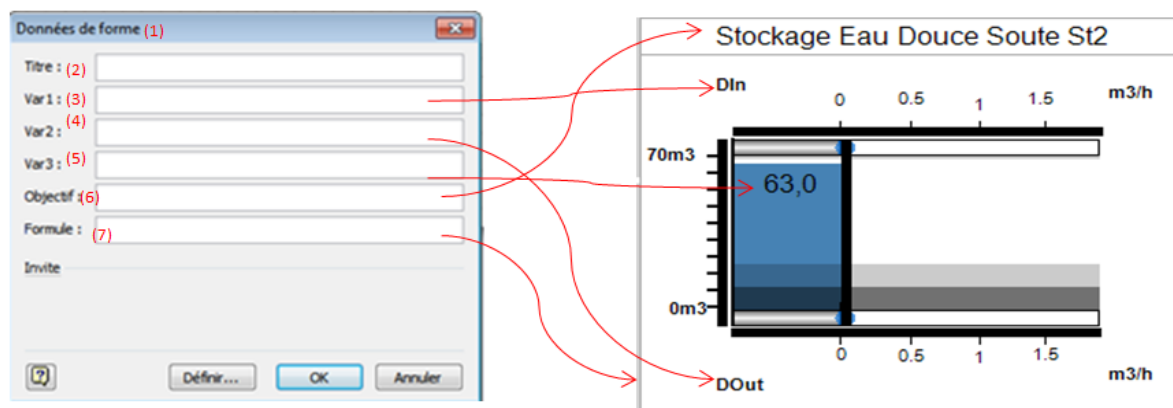 Données de forme (1)
Titre : (2)
Var1 : (3)
Var2 : (4)
Var3 : (5)
Objectif : (6)
Formule : (7)
Invite
Définir... OK Annuler
Stockage Eau Douce Soute St2
DIn
0 0.5 1 1.5 m3/h
70m3
63,0
0m3
0 0.5 1 1.5
m3/h
DOut